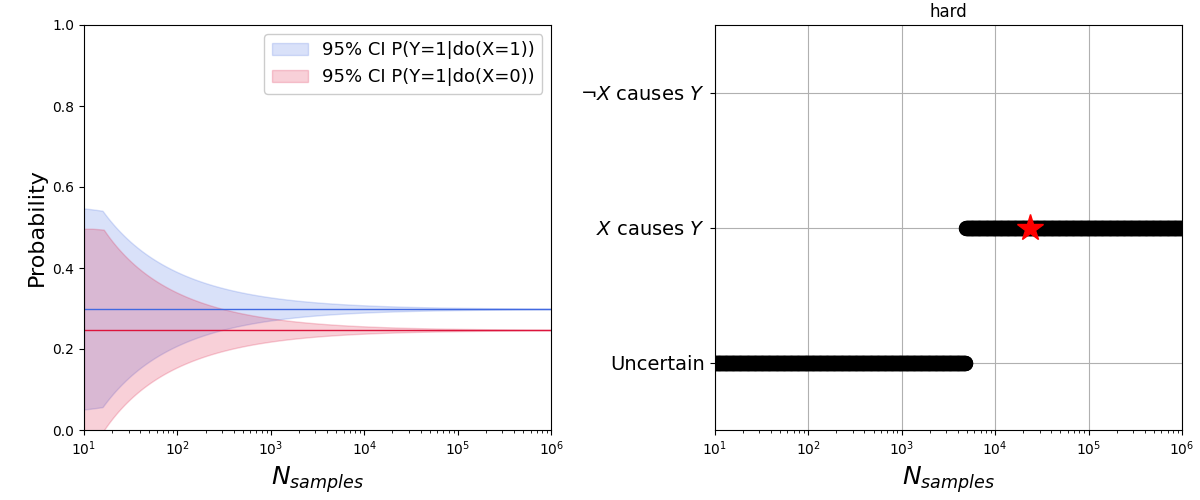 hard
1.0
0.8
0.6
0.4
0.2
0.0
Probability
95% CI P(Y=1|do(X=1))
95% CI P(Y=1|do(X=0))
10¹ 10² 10³ 10⁴ 10⁵ 10⁶
N_samples
¬X causes Y
X causes Y
Uncertain
10¹ 10² 10³ 10⁴ 10⁵ 10⁶
N_samples